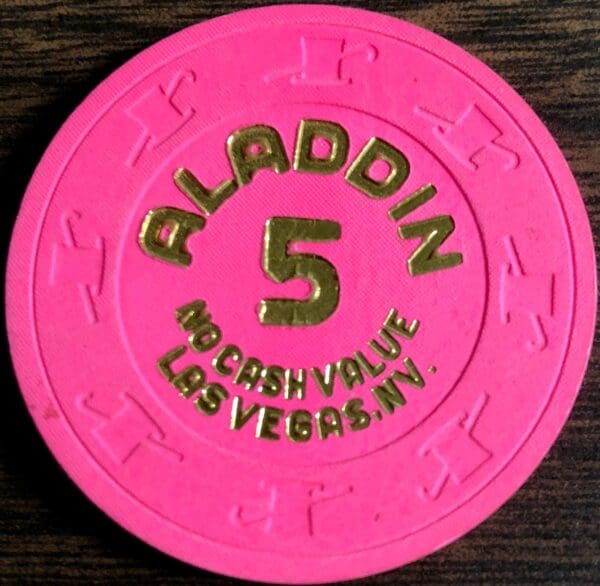 ALADDIN
5
NO CASH VALUE
LAS VEGAS, NV.